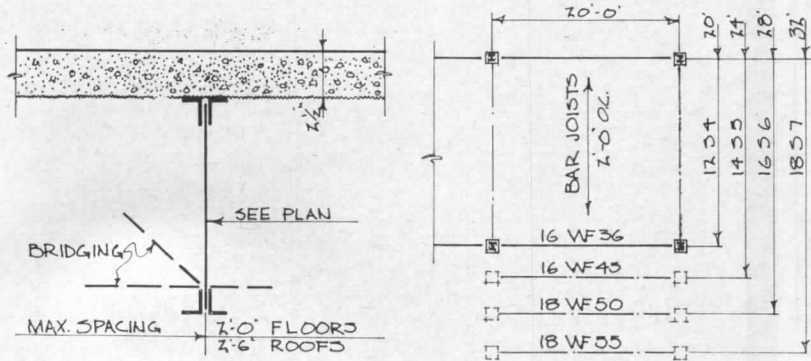 20'-0"
20'
24'
28'
32'
2½"
BAR JOISTS
2'-0" O.C.
12 S 4
14 S 5
16 S 6
18 S 7
SEE PLAN
BRIDGING
16 WF 36
16 WF 45
18 WF 50
18 WF 55
MAX. SPACING 2'-0" FLOORS
2'-6" ROOFS